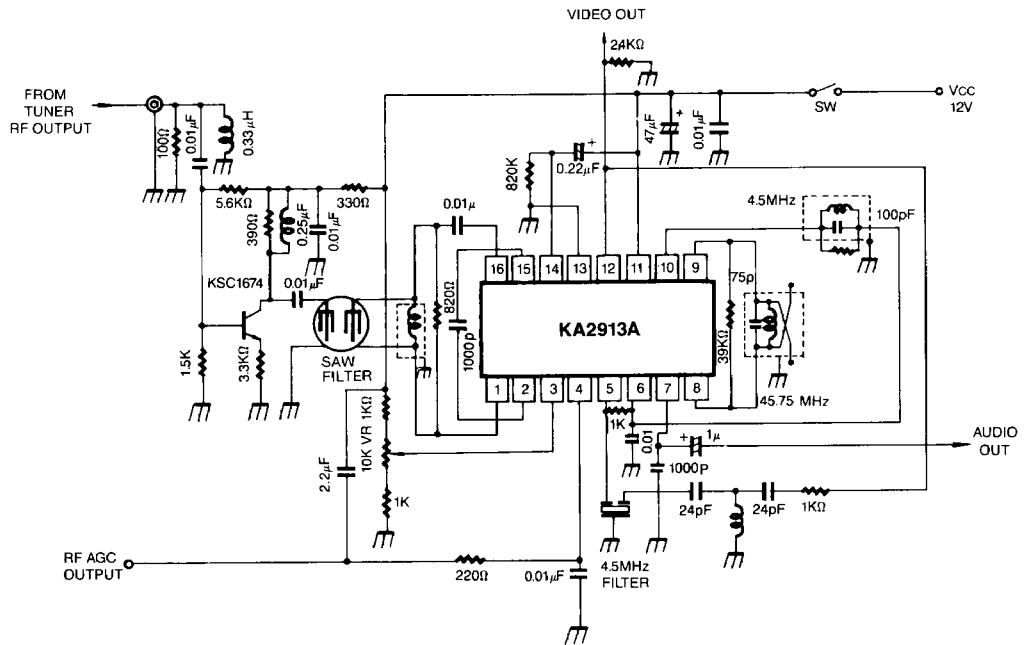 VIDEO OUT
2.4KΩ
FROM
TUNER
RF OUTPUT
100Ω
0.01μF
0.33μH
VCC
12V
SW
47μF
+
0.01μF
+
0.22μF
820K
5.6KΩ
330Ω
390Ω
0.25μF
0.01μF
0.01μ
4.5MHz
100pF
KSC1674
0.01μF
16
15
14
13
12
11
10
9
820Ω
1000p
KA2913A
75p
39KΩ
1.5K
3.3KΩ
SAW
FILTER
1
2
3
4
5
6
7
8
45.75 MHz
1KΩ
10K VR
1K
0.01
+
1μ
AUDIO
OUT
2.2μF
1000P
1K
24pF
24pF
1KΩ
RF AGC
OUTPUT
220Ω
0.01μF
4.5MHz
FILTER